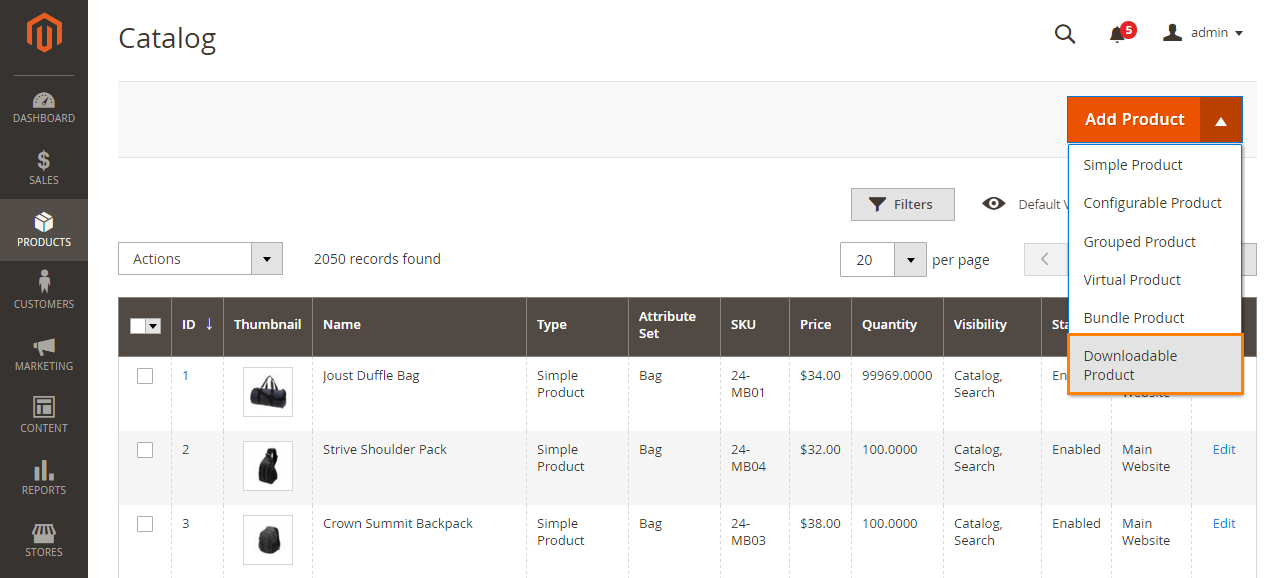 Catalog
5
admin
DASHBOARD
SALES
PRODUCTS
CUSTOMERS
MARKETING
CONTENT
REPORTS
STORES
Add Product
Simple Product
Configurable Product
Grouped Product
Virtual Product
Bundle Product
Downloadable
Product
Filters
Default
Actions
2050 records found
20
per page
ID ↓
Thumbnail
Name
Type
Attribute
Set
SKU
Price
Quantity
Visibility
1
Joust Duffle Bag
Simple
Product
Bag
24-
MB01
$34.00
99969.0000
Catalog,
Search
Website
2
Strive Shoulder Pack
Simple
Product
Bag
24-
MB04
$32.00
100.0000
Catalog,
Search
Enabled
Main
Website
Edit
3
Crown Summit Backpack
Simple
Product
Bag
24-
MB03
$38.00
100.0000
Catalog,
Search
Enabled
Main
Website
Edit